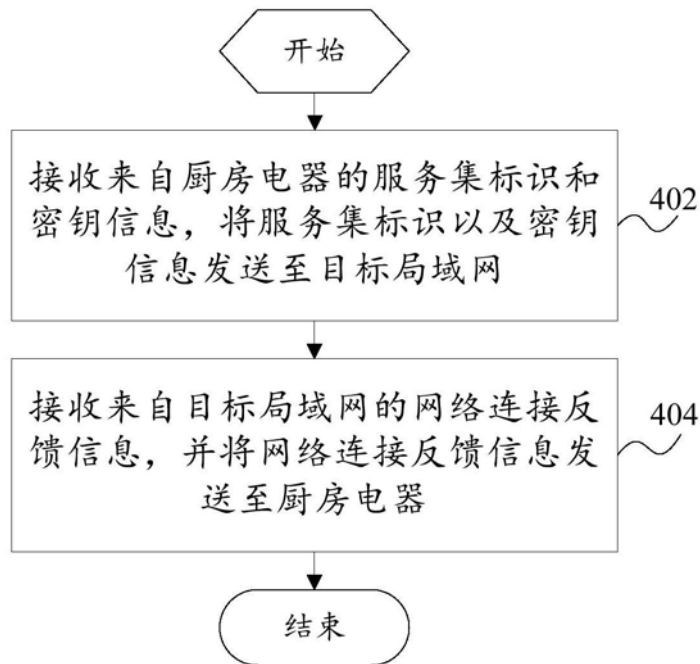 开始
接收来自厨房电器的服务集标识和
密钥信息，将服务集标识以及密钥
信息发送至目标局域网
402
接收来自目标局域网的网络连接反
馈信息，并将网络连接反馈信息发
送至厨房电器
404
结束